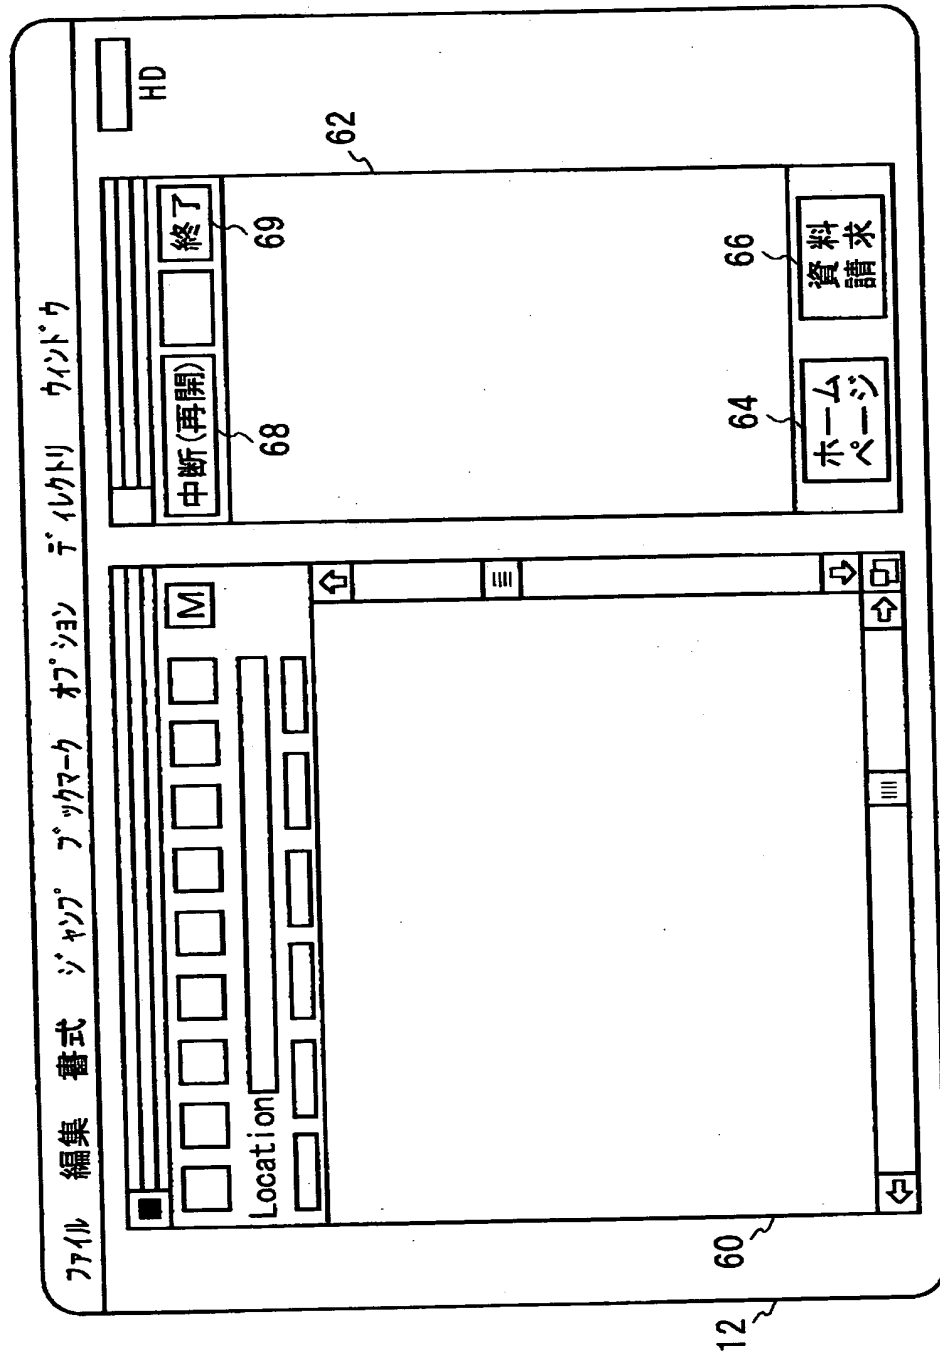 ファイル 編集 書式 ジャンプ ブックマーク オプション ディレクトリ ウィンドウ
HD
M
Location
中断(再開)
終了
68
69
62
ホーム
ページ
資料
請求
64
66
60
12